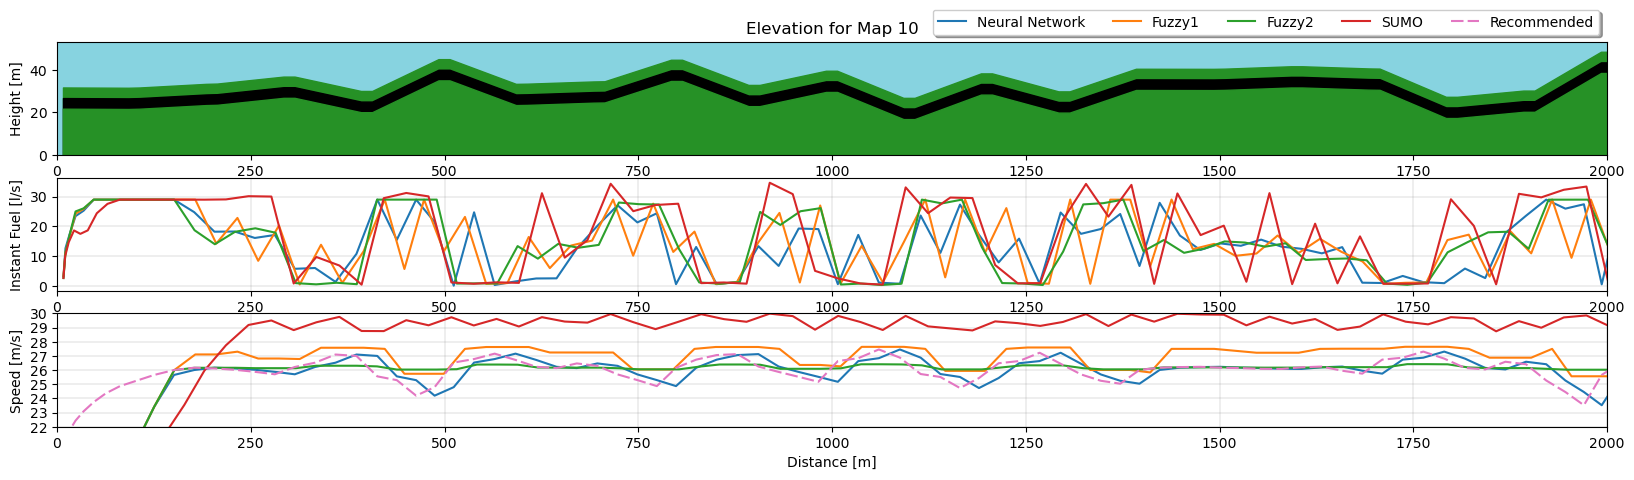 Elevation for Map 10
Neural Network Fuzzy1 Fuzzy2 SUMO Recommended
Height [m]
40
20
0
0 250 500 750 1000 1250 1500 1750 2000
Instant Fuel [l/s]
30
20
10
0
0 250 500 750 1000 1250 1500 1750 2000
Speed [m/s]
30
29
28
27
26
25
24
23
22
0 250 500 750 1000 1250 1500 1750 2000
Distance [m]